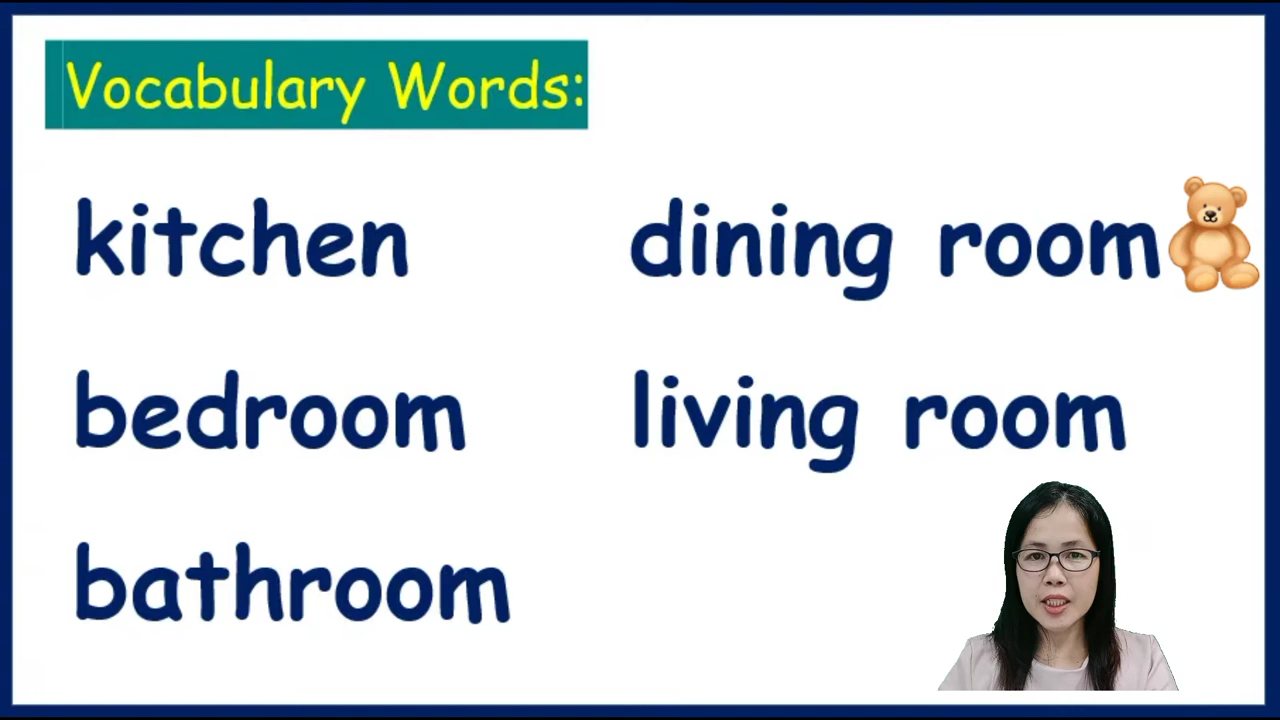 Vocabulary Words:
kitchen
dining room
bedroom
living room
bathroom